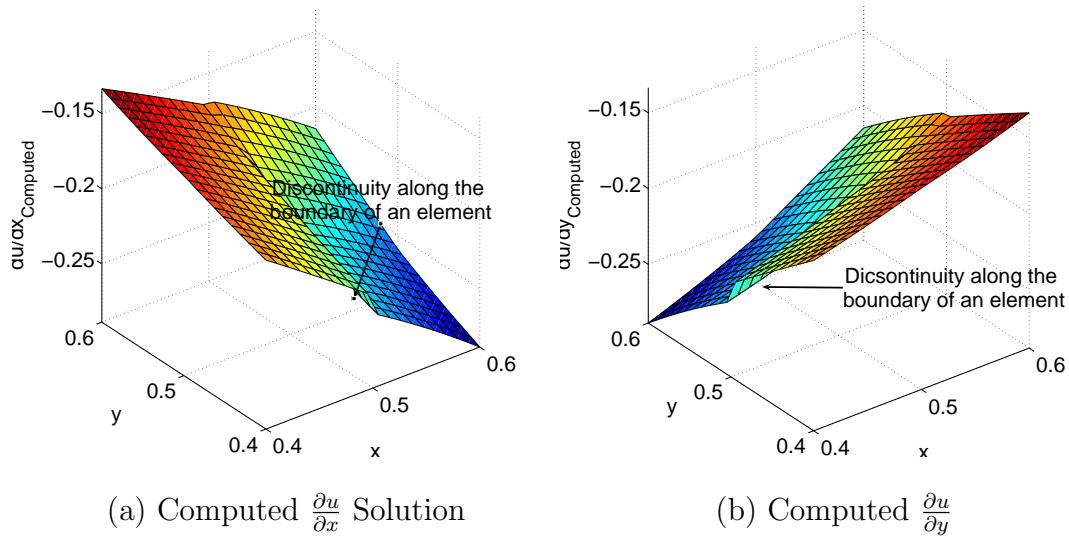 −0.15
−0.2
−0.25
du/dx_Computed
Discontinuity along the
boundary of an element
0.6
0.5
0.4
y
0.4
0.5
0.6
x
(a) Computed ∂u/∂x Solution
−0.15
−0.2
−0.25
du/dy_Computed
Dicsontinuity along the
boundary of an element
0.6
0.5
0.4
y
0.4
0.5
0.6
x
(b) Computed ∂u/∂y